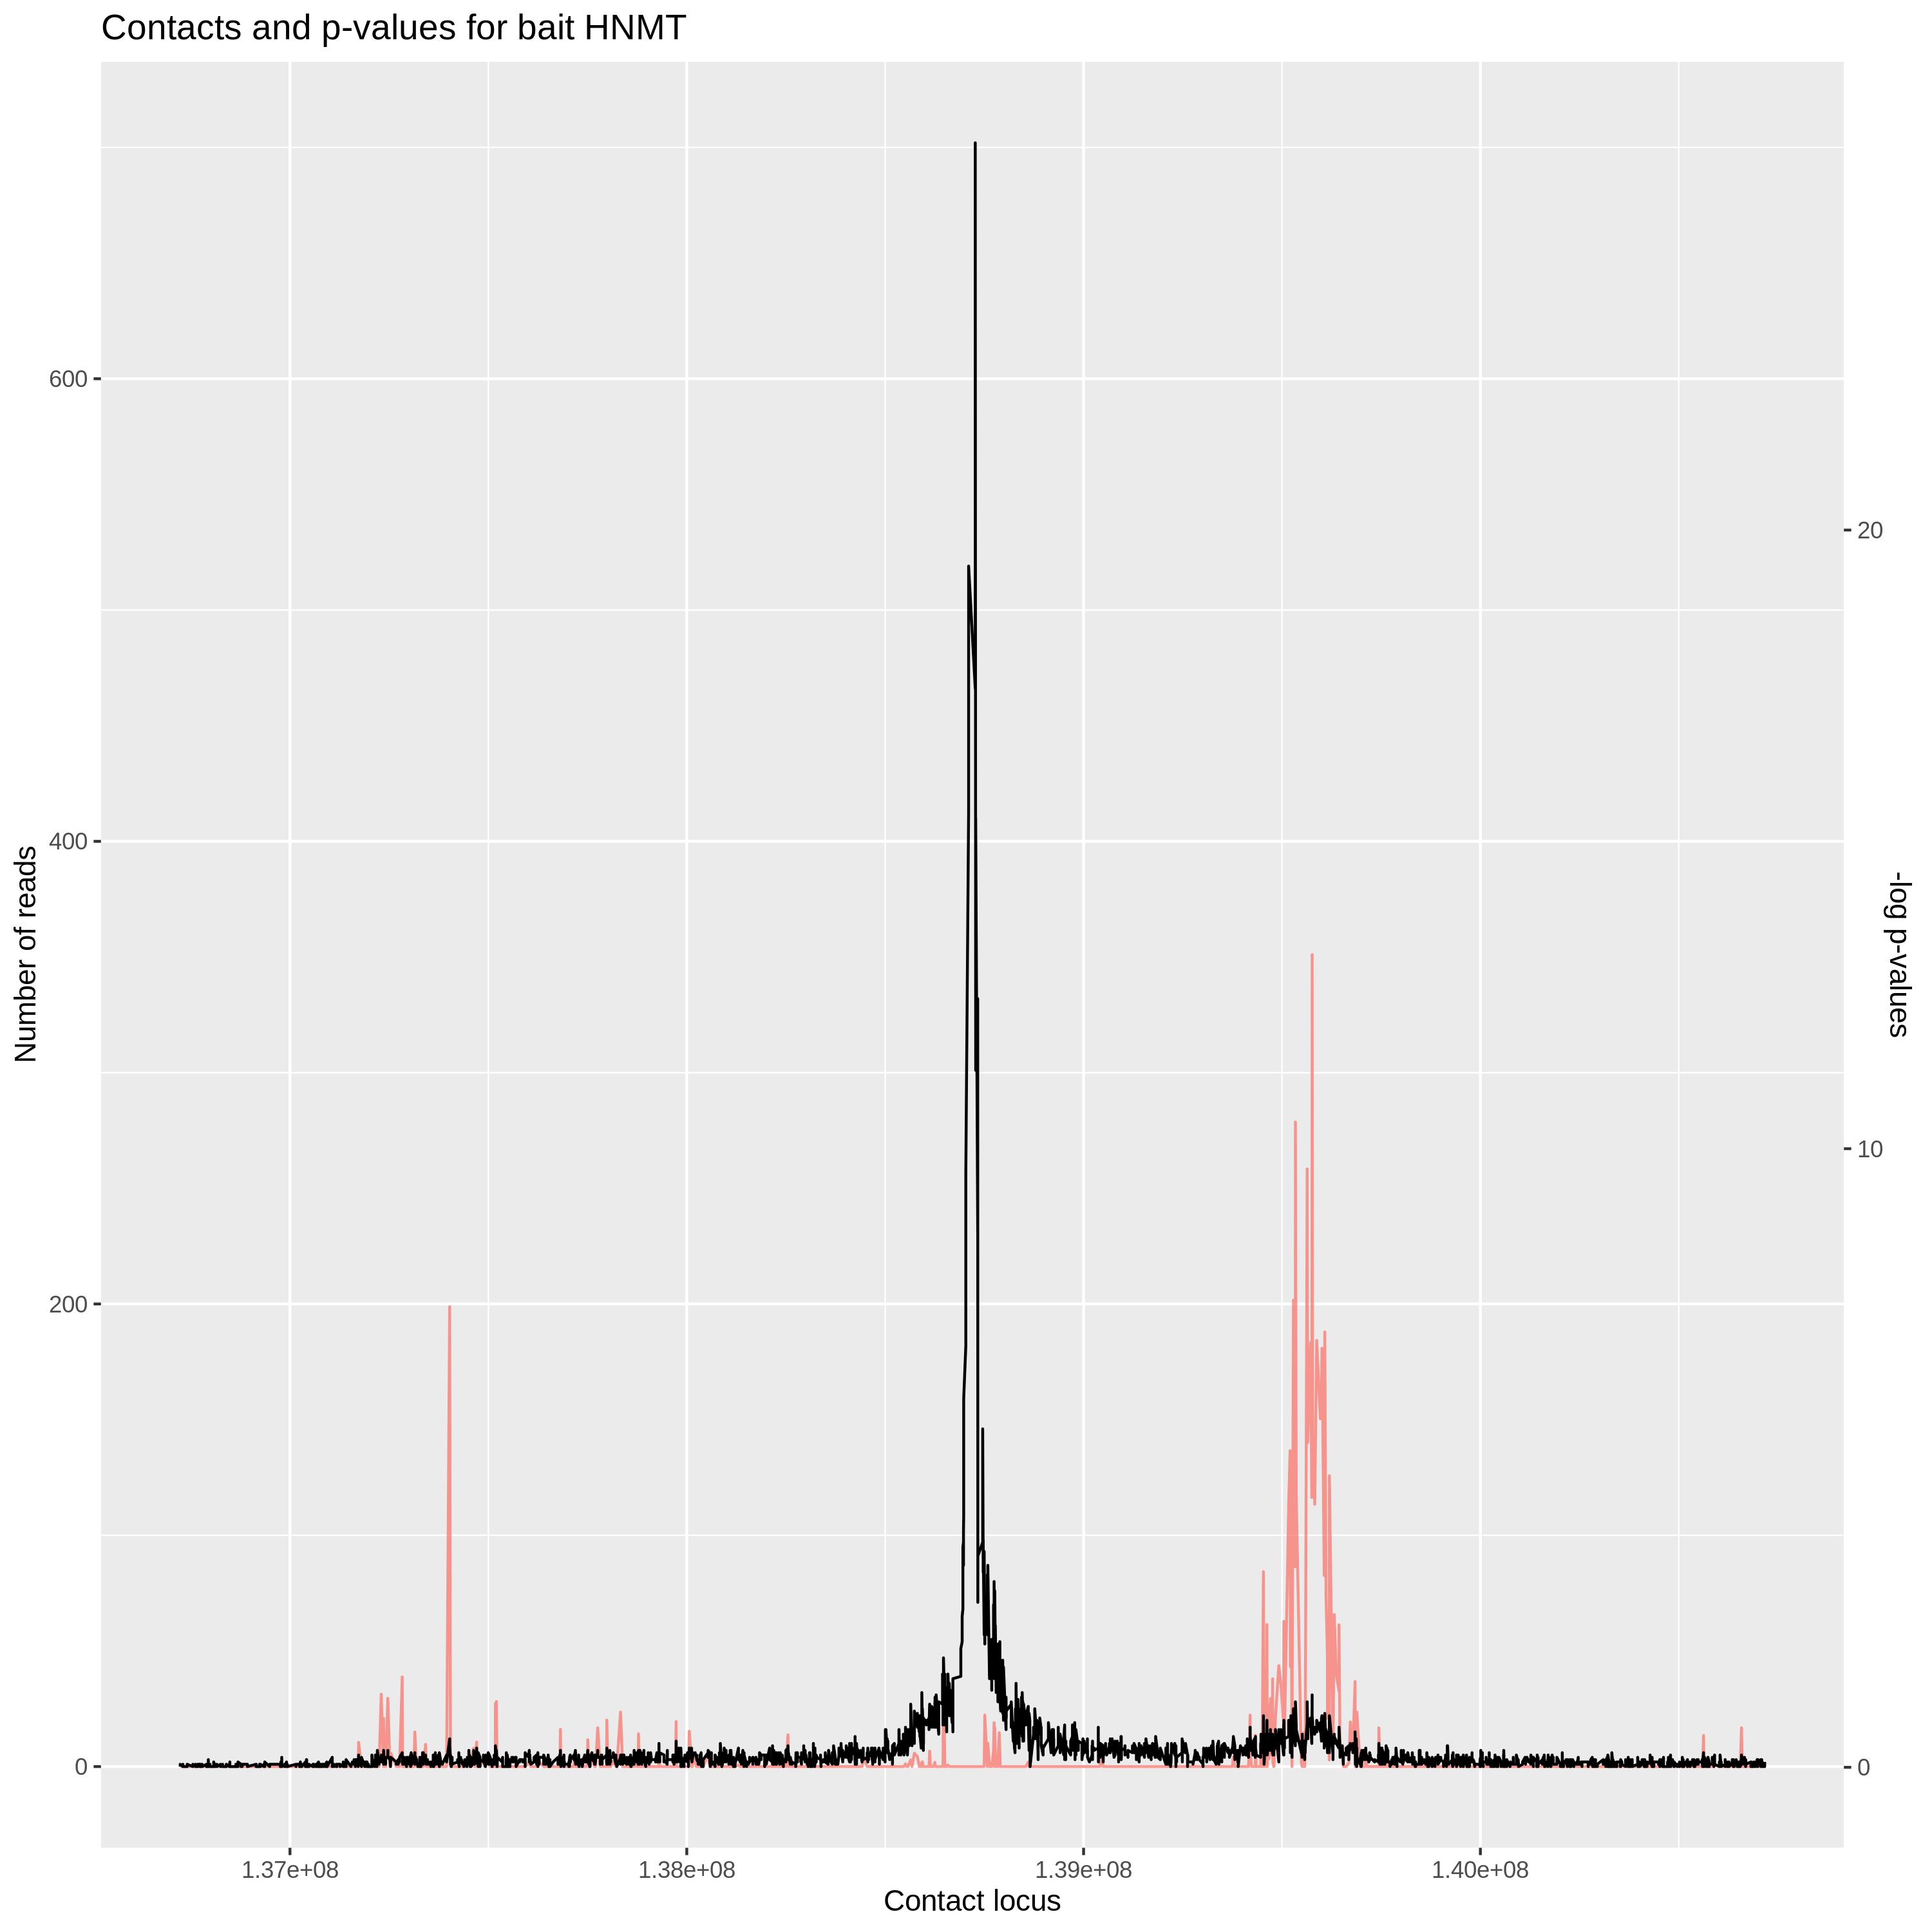 Contacts and p-values for bait HNMT
Number of reads
600
400
200
0
20
10
0
-log p-values
1.37e+08
1.38e+08
1.39e+08
1.40e+08
Contact locus